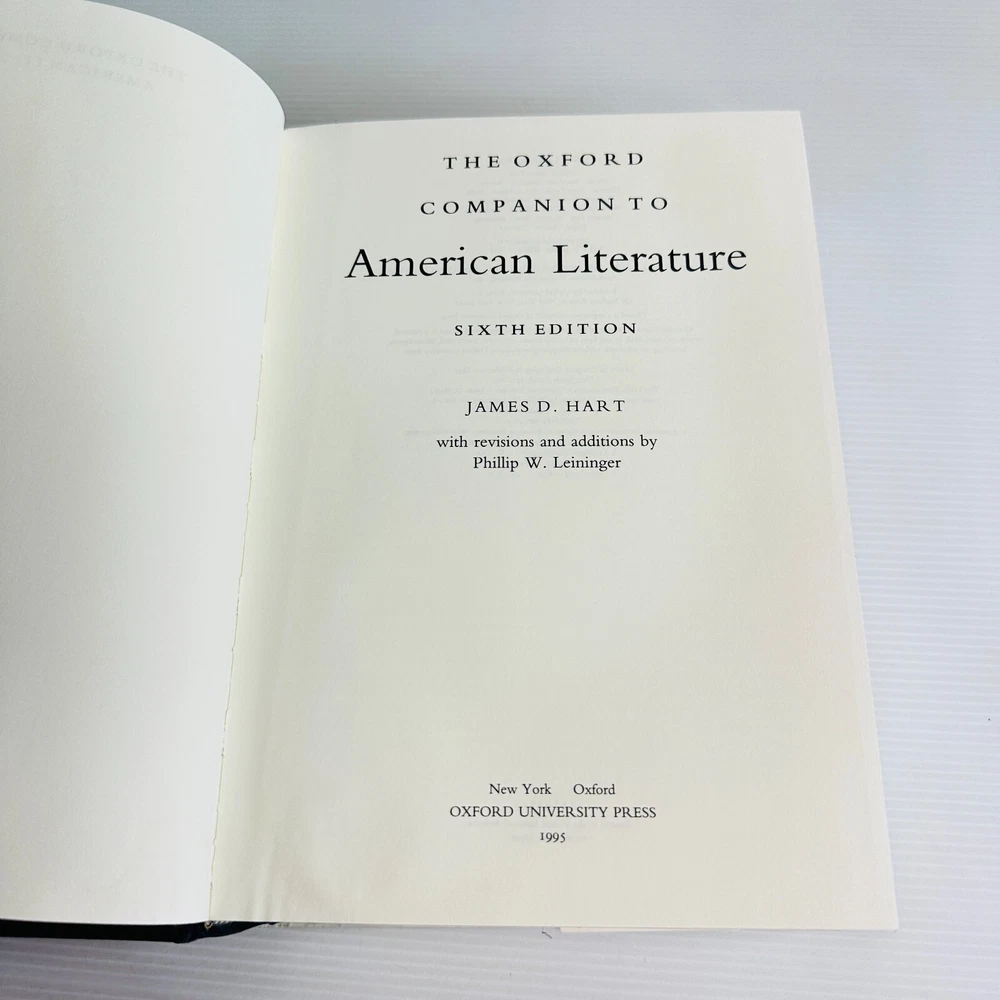 THE OXFORD
COMPANION TO
American Literature
SIXTH EDITION
JAMES D. HART
with revisions and additions by
Phillip W. Leininger
New York Oxford
OXFORD UNIVERSITY PRESS
1995